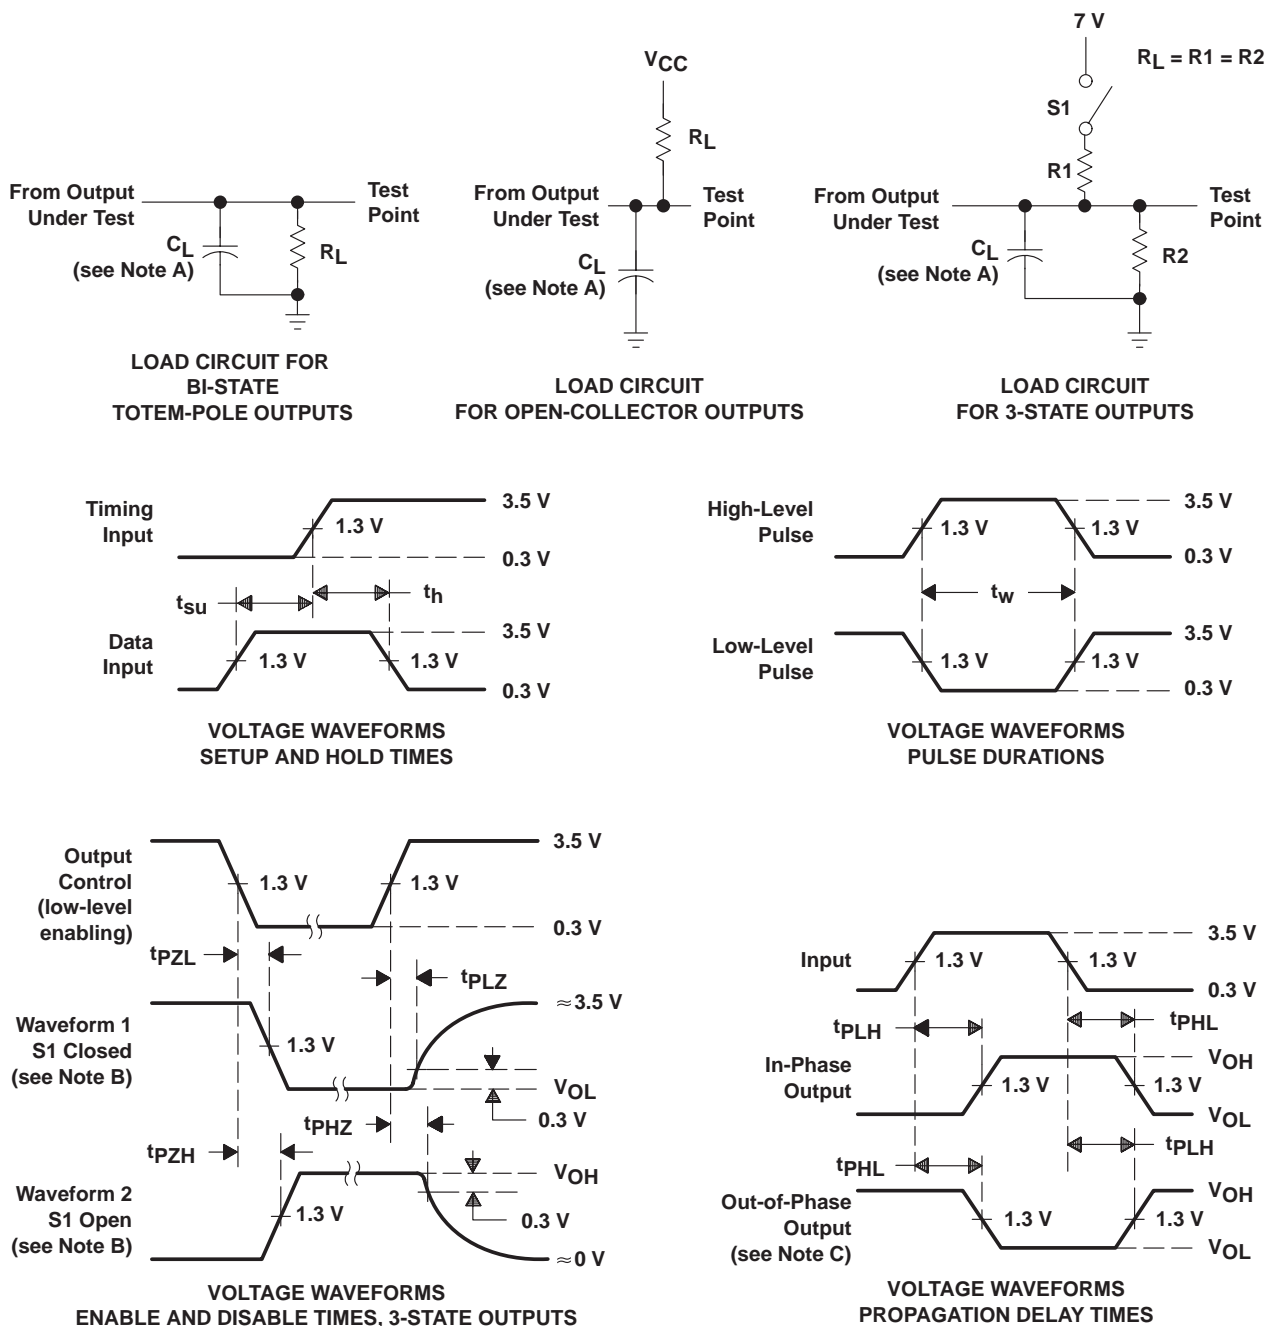 7 V
RL = R1 = R2
S1
R1
From Output
Under Test
Test
Point
CL
(see Note A)
R2
LOAD CIRCUIT
FOR 3-STATE OUTPUTS
VCC
RL
From Output
Under Test
Test
Point
CL
(see Note A)
LOAD CIRCUIT
FOR OPEN-COLLECTOR OUTPUTS
From Output
Under Test
Test
Point
CL
(see Note A)
RL
LOAD CIRCUIT FOR
BI-STATE
TOTEM-POLE OUTPUTS
Timing
Input
1.3 V
3.5 V
0.3 V
tsu
th
Data
Input
1.3 V
1.3 V
3.5 V
0.3 V
VOLTAGE WAVEFORMS
SETUP AND HOLD TIMES
High-Level
Pulse
1.3 V
1.3 V
3.5 V
0.3 V
tw
Low-Level
Pulse
1.3 V
1.3 V
3.5 V
0.3 V
VOLTAGE WAVEFORMS
PULSE DURATIONS
Output
Control
(low-level
enabling)
1.3 V
1.3 V
3.5 V
0.3 V
tPZL
tPLZ
Waveform 1
S1 Closed
(see Note B)
1.3 V
≈3.5 V
VOL
0.3 V
tPHZ
tPZH
Waveform 2
S1 Open
(see Note B)
1.3 V
VOH
0.3 V
≈0 V
VOLTAGE WAVEFORMS
ENABLE AND DISABLE TIMES, 3-STATE OUTPUTS
Input
1.3 V
1.3 V
3.5 V
0.3 V
tPLH
tPHL
In-Phase
Output
1.3 V
1.3 V
VOH
VOL
tPHL
tPLH
Out-of-Phase
Output
(see Note C)
1.3 V
1.3 V
VOH
VOL
VOLTAGE WAVEFORMS
PROPAGATION DELAY TIMES